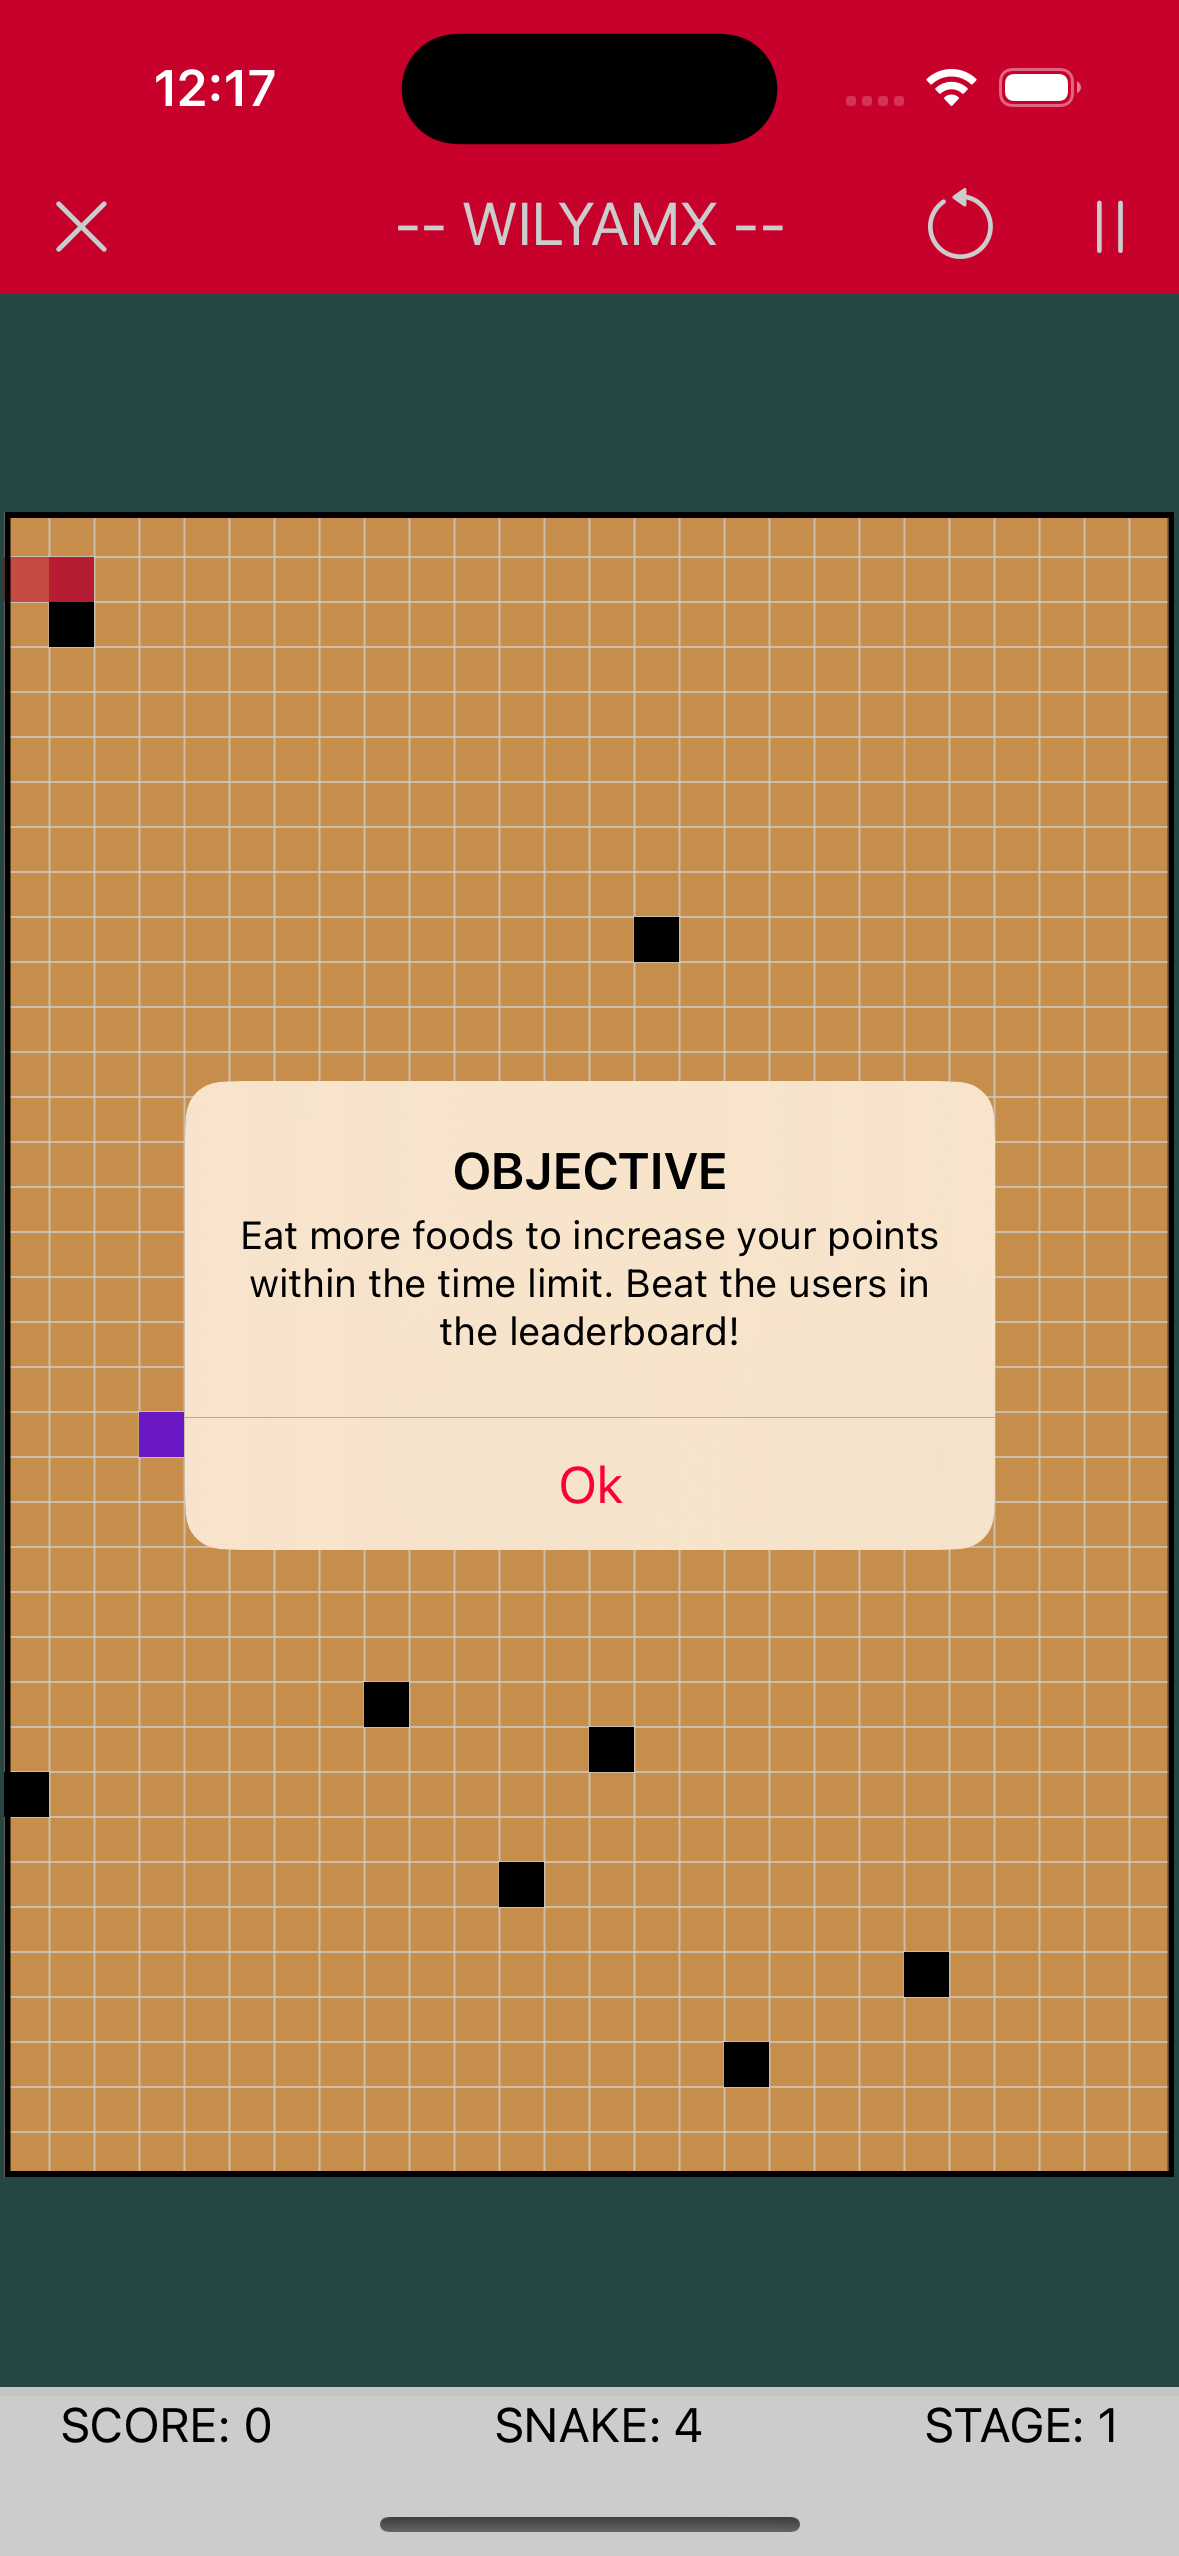 12:17
-- WILYAMX --
OBJECTIVE
Eat more foods to increase your points
within the time limit. Beat the users in
the leaderboard!
Ok
SCORE: 0
SNAKE: 4
STAGE: 1